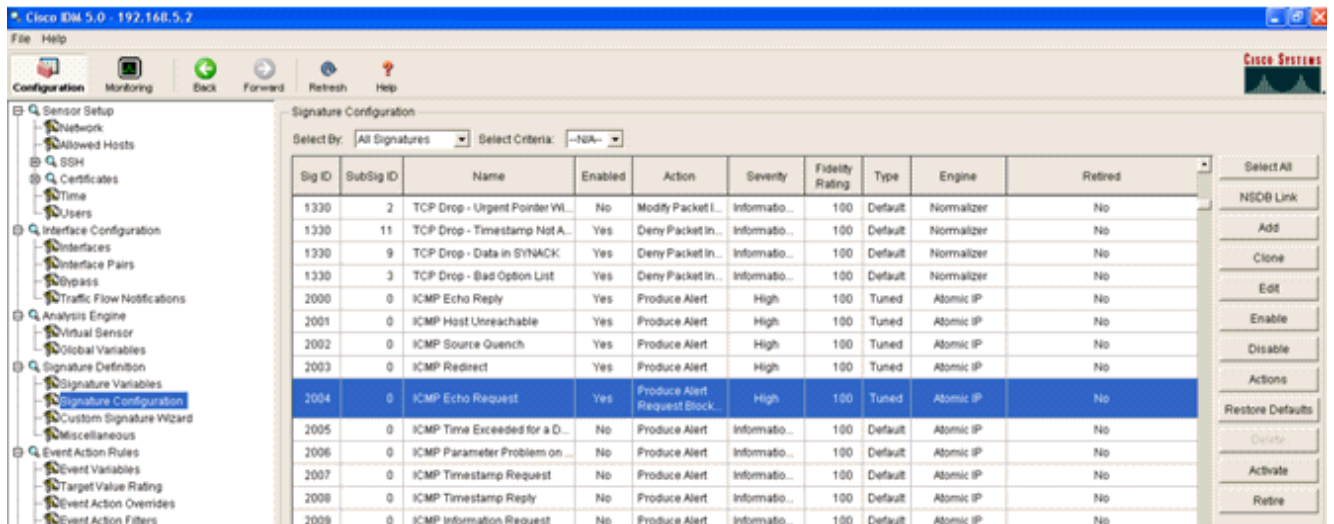 Cisco IDM 5.0 - 192.168.5.2
File Help
Configuration Monitoring Back Forward Refresh Help
CISCO SYSTEMS
Sensor Setup
Network
Allowed Hosts
SSH
Certificates
Time
Users
Interface Configuration
Interfaces
Interface Pairs
Bypass
Traffic Flow Notifications
Analysis Engine
Virtual Sensor
Global Variables
Signature Definition
Signature Variables
Signature Configuration
Custom Signature Wizard
Miscellaneous
Event Action Rules
Event Variables
Target Value Rating
Event Action Overrides
Event Action Filters
Signature Configuration
Select By: All Signatures Select Criteria: --N/A--
Sig ID SubSig ID Name Enabled Action Severity Fidelity Rating Type Engine Retired
1330 2 TCP Drop - Urgent Pointer Wi... No Modify Packet I... Informatio... 100 Default Normalizer No
1330 11 TCP Drop - Timestamp Not A... Yes Deny Packet In... Informatio... 100 Default Normalizer No
1330 9 TCP Drop - Data in SYNACK Yes Deny Packet In... Informatio... 100 Default Normalizer No
1330 3 TCP Drop - Bad Option List Yes Deny Packet In... Informatio... 100 Default Normalizer No
2000 0 ICMP Echo Reply Yes Produce Alert High 100 Tuned Atomic IP No
2001 0 ICMP Host Unreachable Yes Produce Alert High 100 Tuned Atomic IP No
2002 0 ICMP Source Quench Yes Produce Alert High 100 Tuned Atomic IP No
2003 0 ICMP Redirect Yes Produce Alert High 100 Tuned Atomic IP No
2004 0 ICMP Echo Request Yes Produce Alert Request Block... High 100 Tuned Atomic IP No
2005 0 ICMP Time Exceeded for a D... No Produce Alert Informatio... 100 Default Atomic IP No
2006 0 ICMP Parameter Problem on ... No Produce Alert Informatio... 100 Default Atomic IP No
2007 0 ICMP Timestamp Request No Produce Alert Informatio... 100 Default Atomic IP No
2008 0 ICMP Timestamp Reply No Produce Alert Informatio... 100 Default Atomic IP No
2009 0 ICMP Information Request No Produce Alert Informatio... 100 Default Atomic IP No
Select All
NSDB Link
Add
Clone
Edit
Enable
Disable
Actions
Restore Defaults
Delete
Activate
Retire